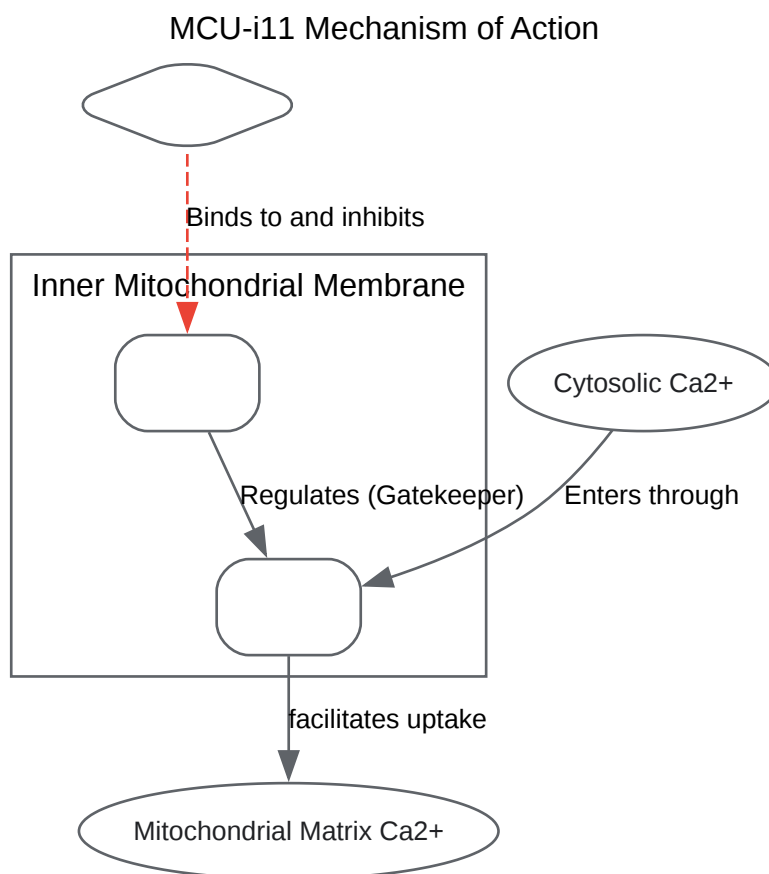 MCU-i11 Mechanism of Action
Binds to and inhibits
Inner Mitochondrial Membrane
Cytosolic Ca2+
Regulates (Gatekeeper)
Enters through
facilitates uptake
Mitochondrial Matrix Ca2+